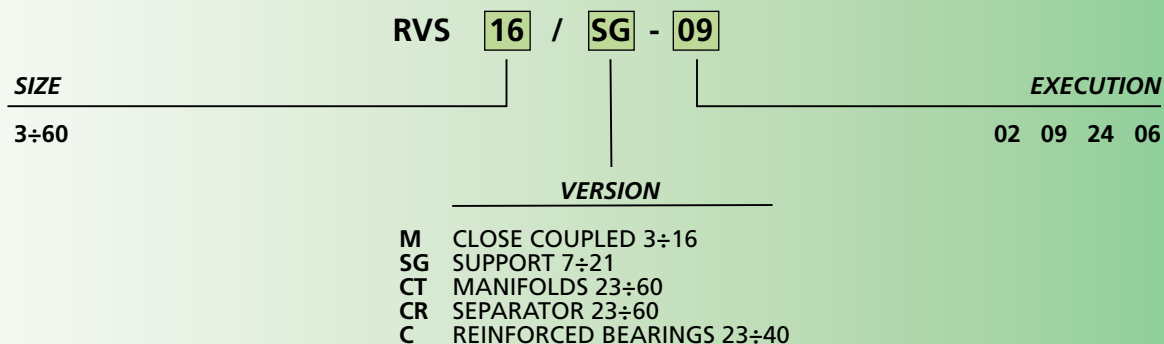 RVS 16 / SG - 09
SIZE
EXECUTION
3÷60
02 09 24 06
VERSION
M CLOSE COUPLED 3÷16
SG SUPPORT 7÷21
CT MANIFOLDS 23÷60
CR SEPARATOR 23÷60
C REINFORCED BEARINGS 23÷40